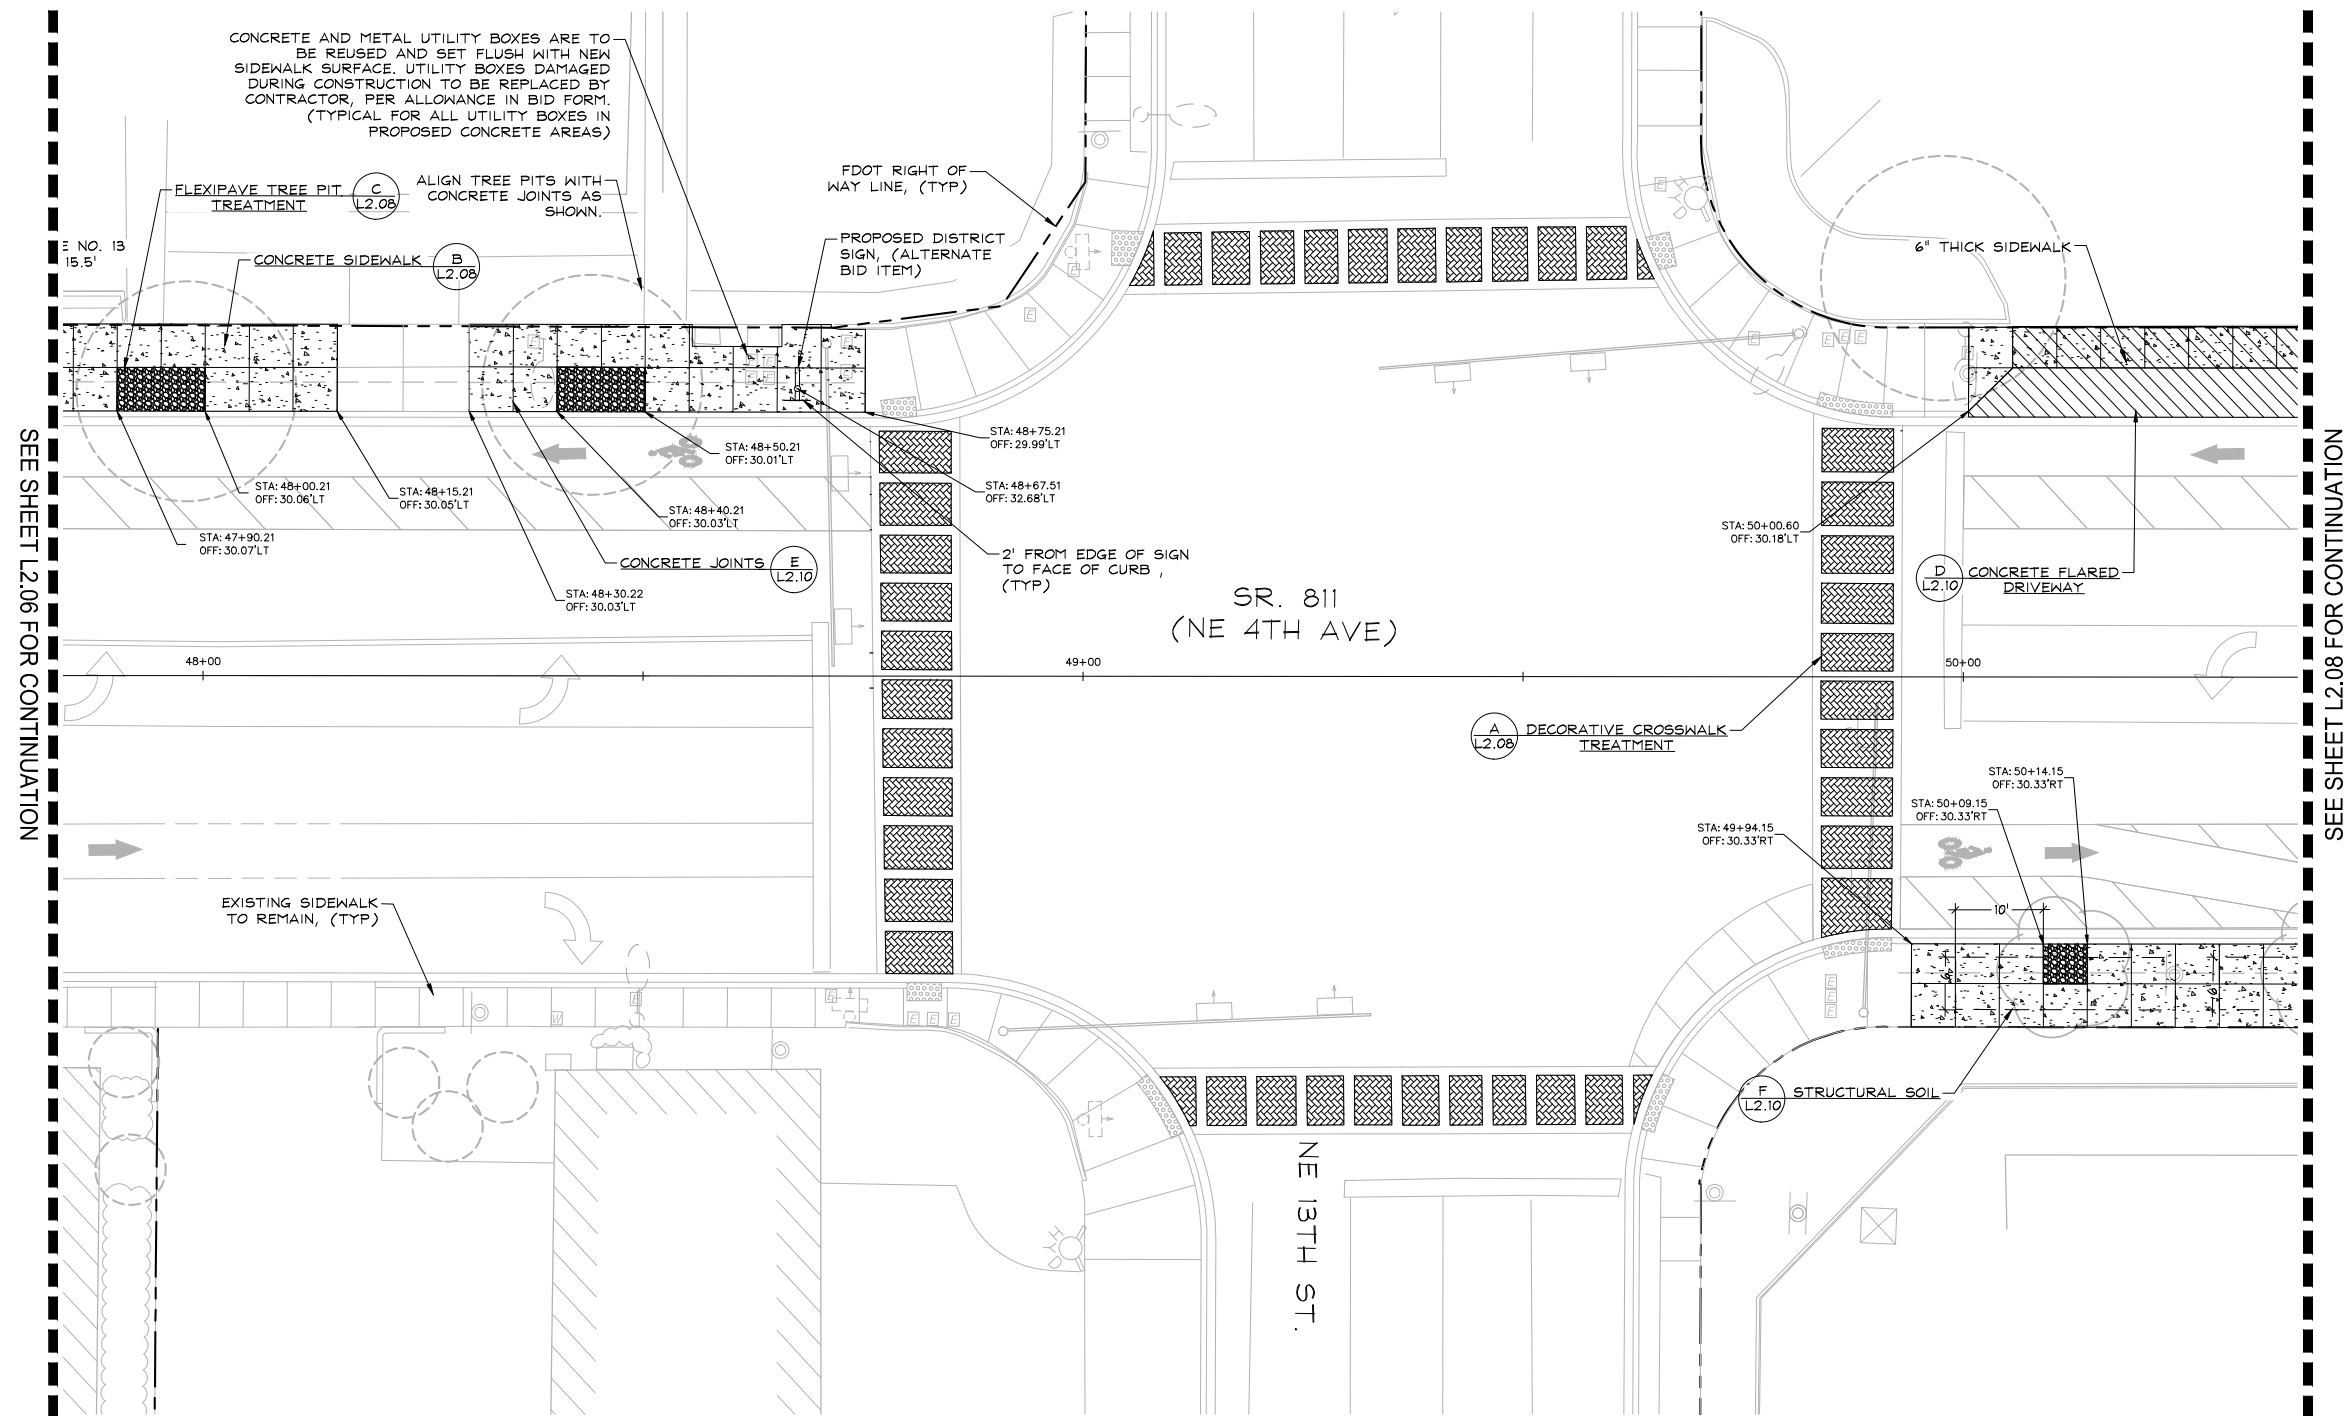 CONCRETE AND METAL UTILITY BOXES ARE TO
BE REUSED AND SET FLUSH WITH NEW
SIDEWALK SURFACE. UTILITY BOXES DAMAGED
DURING CONSTRUCTION TO BE REPLACED BY
CONTRACTOR, PER ALLOWANCE IN BID FORM.
(TYPICAL FOR ALL UTILITY BOXES IN
PROPOSED CONCRETE AREAS)
FLEXIPAVE TREE PIT
TREATMENT
C
L2.08
ALIGN TREE PITS WITH
CONCRETE JOINTS AS
SHOWN.
FDOT RIGHT OF
WAY LINE, (TYP)
E NO. 13
15.5'
CONCRETE SIDEWALK
B
L2.08
PROPOSED DISTRICT
SIGN, (ALTERNATE
BID ITEM)
6" THICK SIDEWALK
HYD
E
E
E
E
E
E
E
E
E
STA: 48+75.21
OFF: 29.99'LT
STA: 48+50.21
OFF: 30.01'LT
STA: 48+67.51
OFF: 32.68'LT
STA: 48+00.21
OFF: 30.06'LT
STA: 48+15.21
OFF: 30.05'LT
STA: 48+40.21
OFF: 30.03'LT
STA: 47+90.21
OFF: 30.07'LT
STA: 50+00.60
OFF: 30.18'LT
CONCRETE JOINTS
E
L2.10
2' FROM EDGE OF SIGN
TO FACE OF CURB ,
(TYP)
STA: 48+30.22
OFF: 30.03'LT
D
L2.10
CONCRETE FLARED
DRIVEWAY
SR. 811
(NE 4TH AVE)
48+00
49+00
50+00
A
L2.08
DECORATIVE CROSSWALK
TREATMENT
STA: 50+14.15
OFF: 30.33'RT
STA: 50+09.15
OFF: 30.33'RT
STA: 49+94.15
OFF: 30.33'RT
10'
EXISTING SIDEWALK
TO REMAIN, (TYP)
6'
E
W
E
E
E
E
E
E
E
F
L2.10
STRUCTURAL SOIL
NE 13TH ST.
HYD
SEE SHEET L2.06 FOR CONTINUATION
SEE SHEET L2.08 FOR CONTINUATION